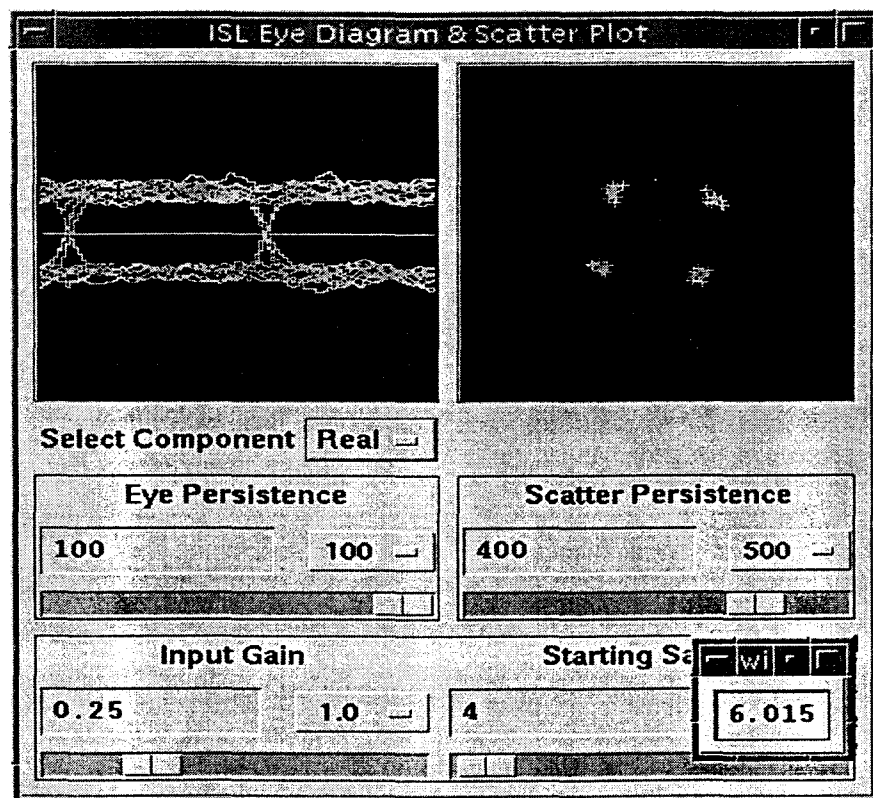 ISL Eye Diagram & Scatter Plot
Select Component Real
Eye Persistence
Scatter Persistence
100 100
400 500
Input Gain
Starting Sa
wi
0.25 1.0
4
6.015